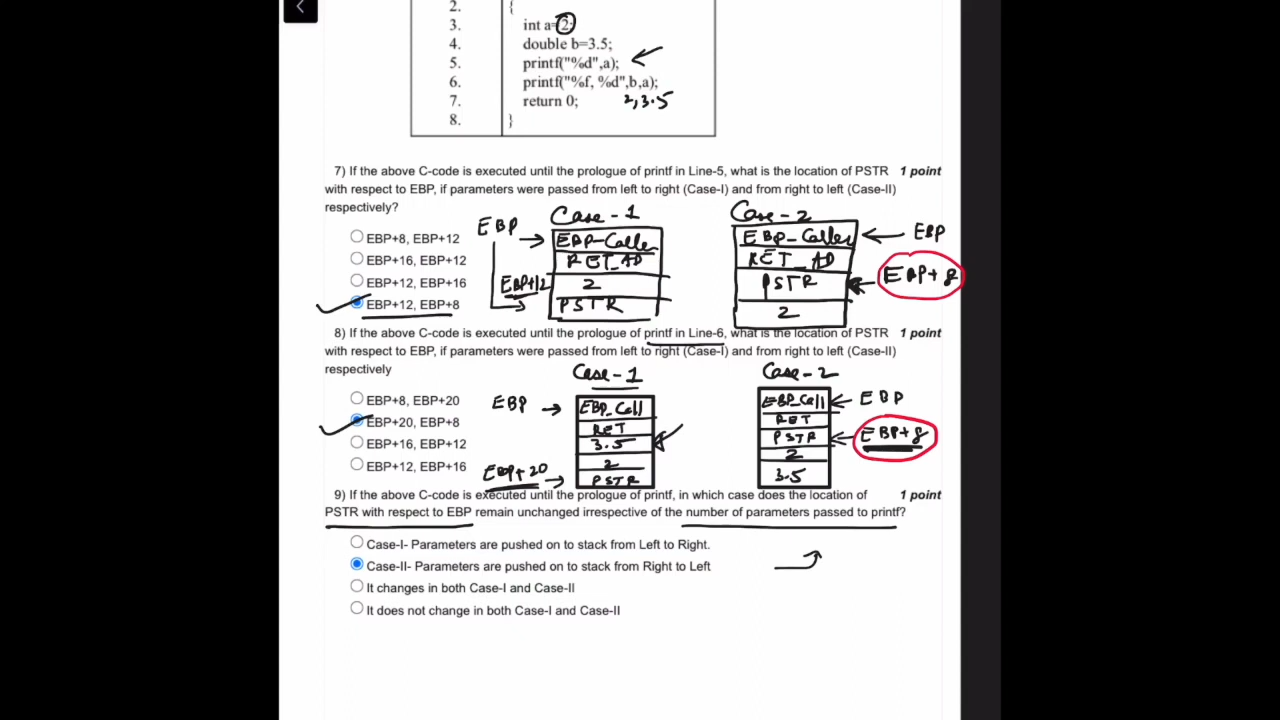 2. {
3. int a=2;
4. double b=3.5;
5. printf("%d",a);
6. printf("%f, %d",b,a);
7. return 0; 2,3.5
8. }
7) If the above C-code is executed until the prologue of printf in Line-5, what is the location of PSTR 1 point
with respect to EBP, if parameters were passed from left to right (Case-I) and from right to left (Case-II)
respectively?
Case-1 Case-2
EBP EBP-Caller EBP-Caller EBP
EBP+8, EBP+12
RET_AD RET_AD
EBP+16, EBP+12
EBP+12 2 PSTR EBP+8
EBP+12, EBP+16
PSTR 2
EBP+12, EBP+8
8) If the above C-code is executed until the prologue of printf in Line-6, what is the location of PSTR 1 point
with respect to EBP, if parameters were passed from left to right (Case-I) and from right to left (Case-II)
respectively
Case-1 Case-2
EBP+8, EBP+20
EBP EBP_Call EBP_Call EBP
EBP+20, EBP+8
RET RET
3.5 PSTR EBP+8
EBP+16, EBP+12
2 2
EBP+12, EBP+16
EBP+20 PSTR 3.5
9) If the above C-code is executed until the prologue of printf, in which case does the location of 1 point
PSTR with respect to EBP remain unchanged irrespective of the number of parameters passed to printf?
Case-I- Parameters are pushed on to stack from Left to Right.
Case-II- Parameters are pushed on to stack from Right to Left
It changes in both Case-I and Case-II
It does not change in both Case-I and Case-II